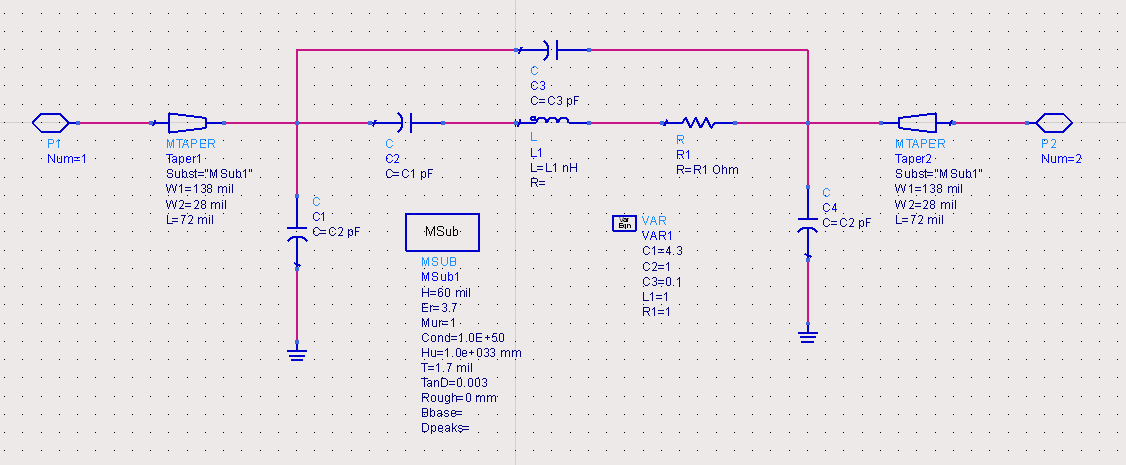 C
C3
C=C3 pF
P1
Num=1
MTAPER
Taper1
Subst="MSub1"
W1=138 mil
W2=28 mil
L=72 mil
C
C2
C=C1 pF
L
L1
L=L1 nH
R=
R
R1
R=R1 Ohm
MTAPER
Taper2
Subst="MSub1"
W1=138 mil
W2=28 mil
L=72 mil
P2
Num=2
C
C1
C=C2 pF
MSub
MSUB
MSub1
H=60 mil
Er=3.7
Mur=1
Cond=1.0E+50
Hu=1.0e+033 mm
T=1.7 mil
TanD=0.003
Rough=0 mm
Bbase=
Dpeaks=
Var
Eqn
VAR
VAR1
C1=4.3
C2=1
C3=0.1
L1=1
R1=1
C
C4
C=C2 pF